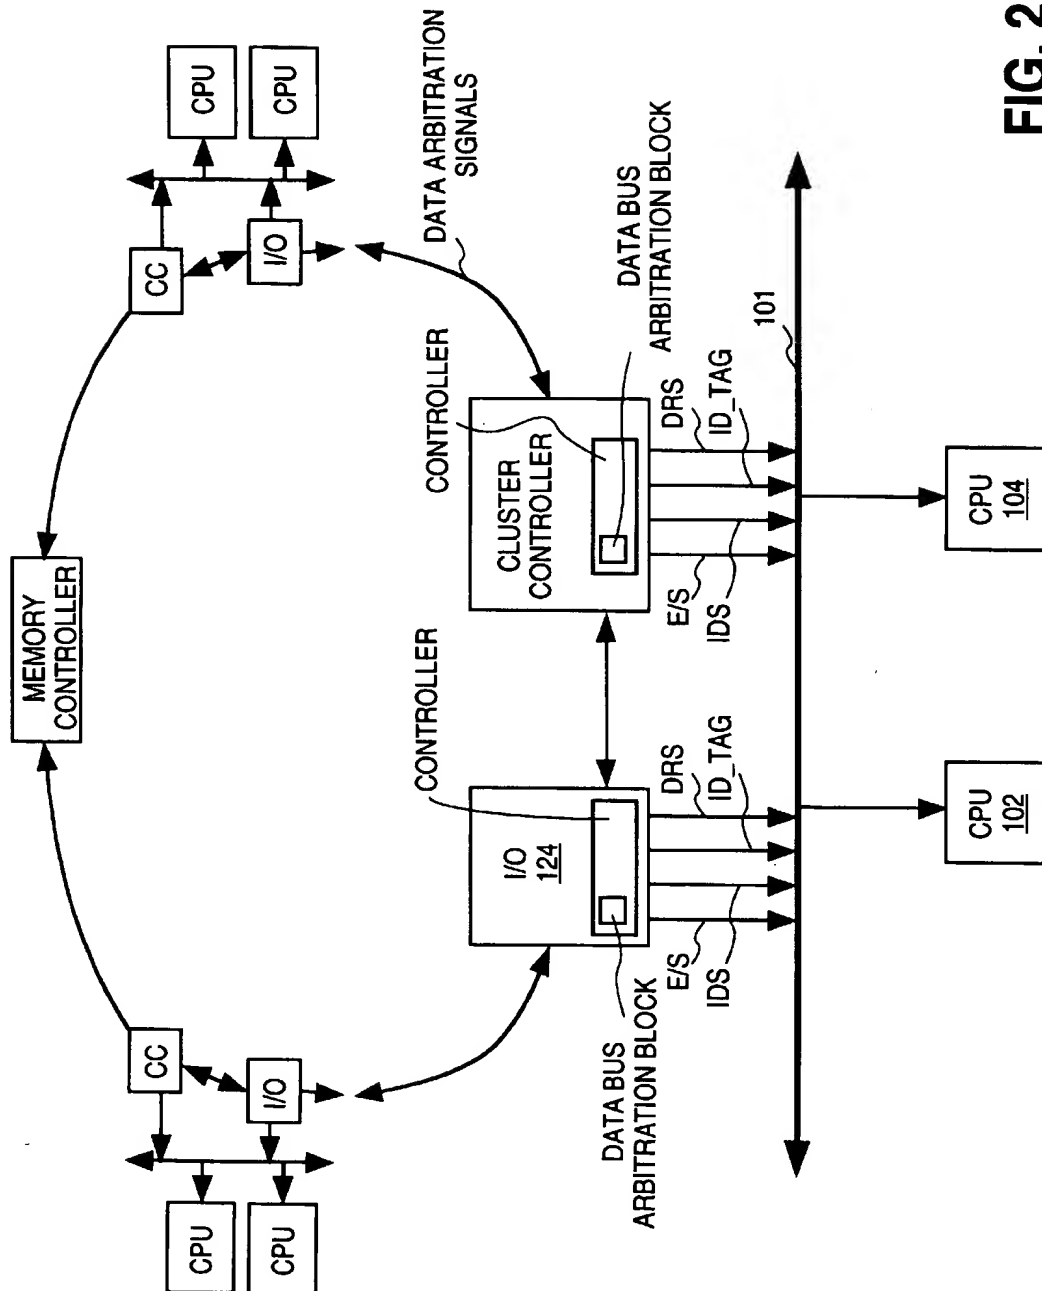 CPU
CPU
CC
I/O
DATA ARBITRATION
SIGNALS
MEMORY
CONTROLLER
CC
I/O
CPU
CPU
CONTROLLER
CLUSTER
CONTROLLER
DATA BUS
ARBITRATION BLOCK
CONTROLLER
I/O
124
DATA BUS
ARBITRATION BLOCK
E/S
IDS
DRS
ID_TAG
E/S
IDS
DRS
ID_TAG
101
CPU
102
CPU
104
FIG. 2